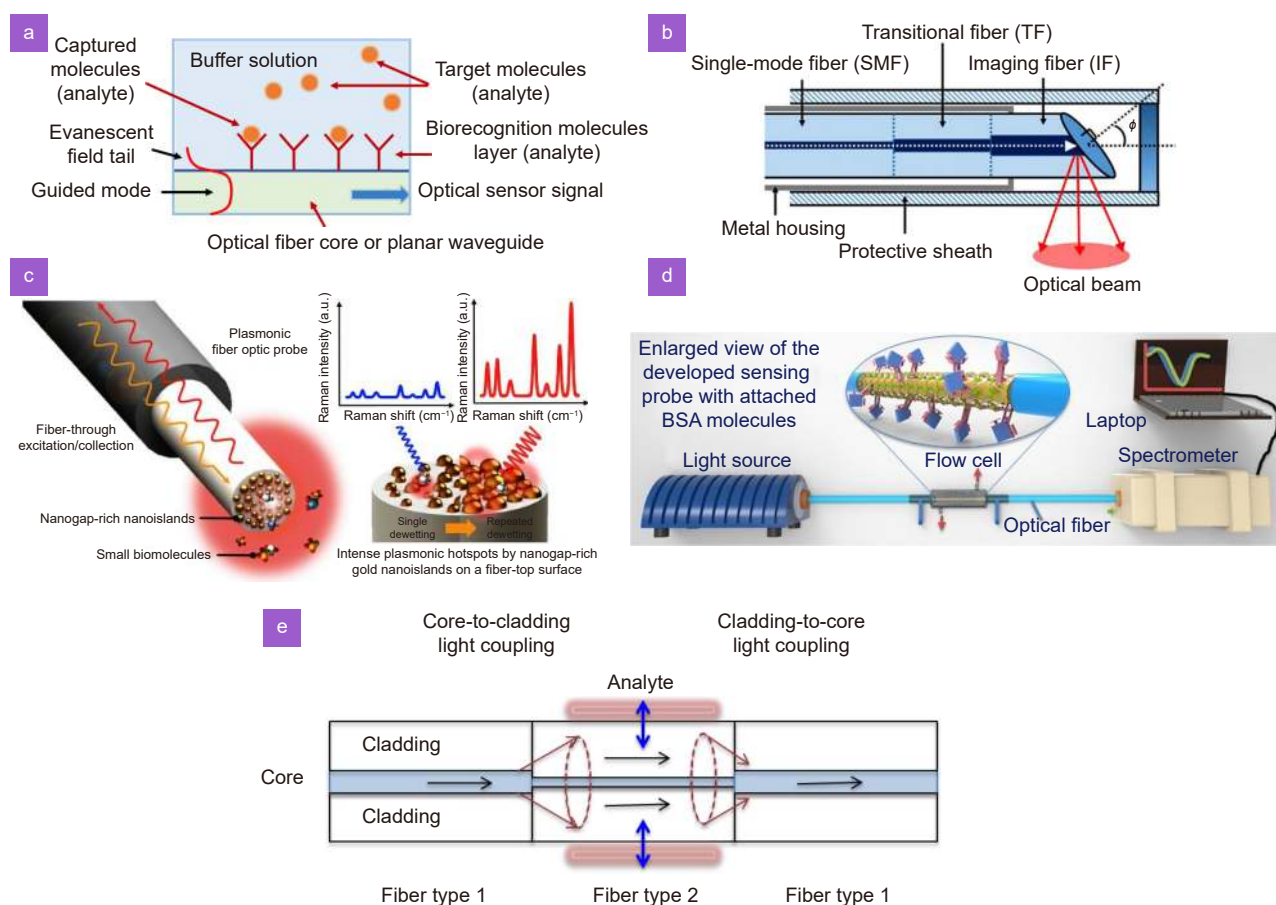 a
Captured
molecules
(analyte)
Buffer solution
Target molecules
(analyte)
Evanescent
field tail
Biorecognition molecules
layer (analyte)
Guided mode
Optical sensor signal
Optical fiber core or planar waveguide
b
Transitional fiber (TF)
Single-mode fiber (SMF)
Imaging fiber (IF)
ϕ
Metal housing
Protective sheath
Optical beam
c
Plasmonic
fiber optic probe
Raman intensity (a.u.)
Raman shift (cm⁻¹)
Raman intensity (a.u.)
Raman shift (cm⁻¹)
Fiber-through
excitation/collection
Nanogap-rich nanoislands
Small biomolecules
Single
dewetting
Repeated
dewetting
Intense plasmonic hotspots by nanogap-rich
gold nanoislands on a fiber-top surface
d
Enlarged view of the
developed sensing
probe with attached
BSA molecules
Laptop
Light source
Flow cell
Spectrometer
Optical fiber
e
Core-to-cladding
light coupling
Cladding-to-core
light coupling
Analyte
Cladding
Core
Cladding
Fiber type 1
Fiber type 2
Fiber type 1